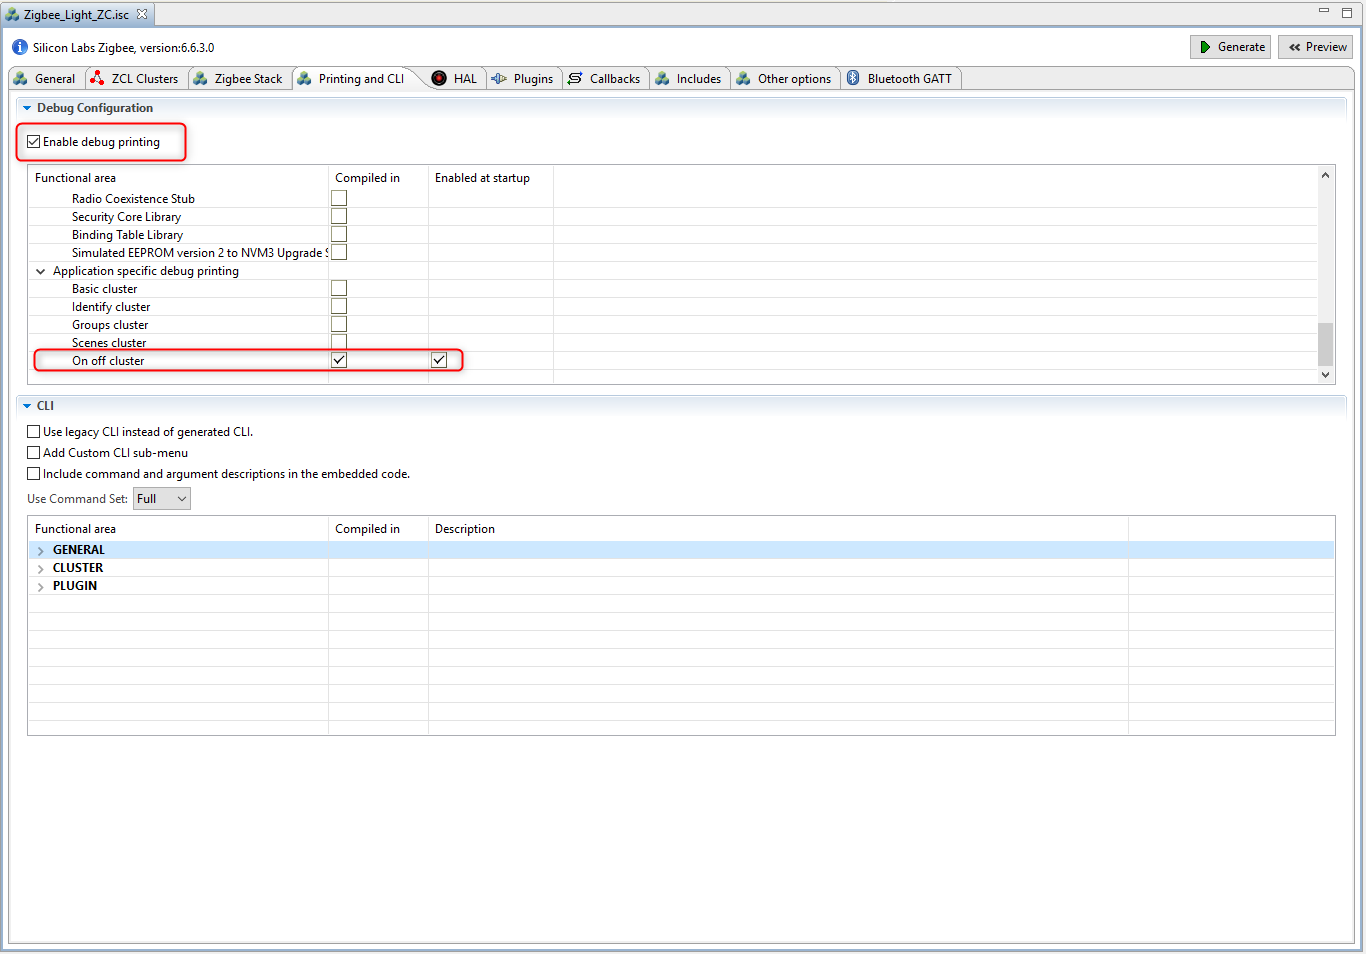 Zigbee_Light_ZC.isc
Silicon Labs Zigbee, version:6.6.3.0
Generate
Preview
General
ZCL Clusters
Zigbee Stack
Printing and CLI
HAL
Plugins
Callbacks
Includes
Other options
Bluetooth GATT
Debug Configuration
Enable debug printing
Functional area Compiled in Enabled at startup
Radio Coexistence Stub
Security Core Library
Binding Table Library
Simulated EEPROM version 2 to NVM3 Upgrade S
Application specific debug printing
Basic cluster
Identify cluster
Groups cluster
Scenes cluster
On off cluster
CLI
Use legacy CLI instead of generated CLI.
Add Custom CLI sub-menu
Include command and argument descriptions in the embedded code.
Use Command Set: Full
Functional area Compiled in Description
GENERAL
CLUSTER
PLUGIN